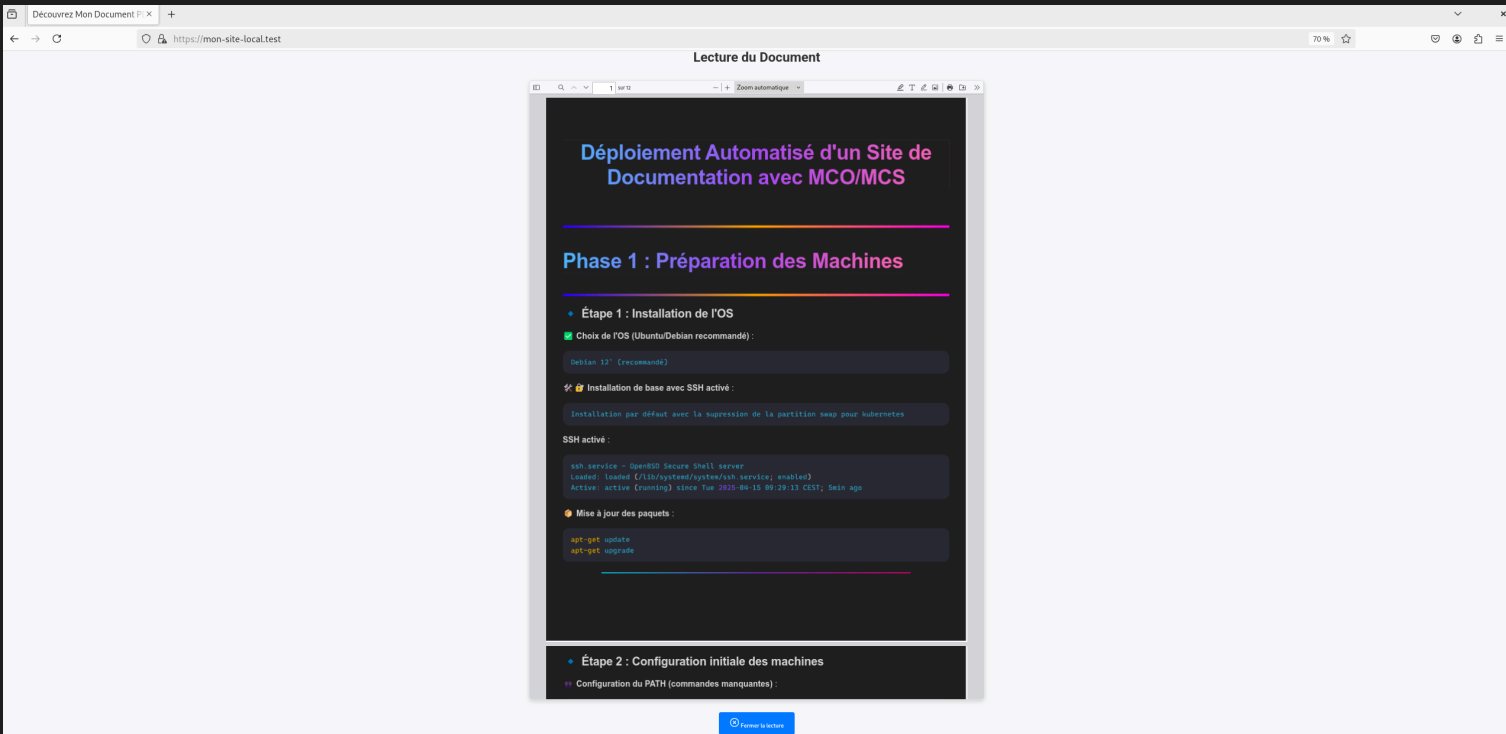 Découvrez Mon Document P
https://mon-site-local.test
70 %
Lecture du Document
1 sur 12
Zoom automatique
Déploiement Automatisé d'un Site de
Documentation avec MCO/MCS
Phase 1 : Préparation des Machines
Étape 1 : Installation de l'OS
Choix de l'OS (Ubuntu/Debian recommandé) :
Debian 12` (recommandé)
Installation de base avec SSH activé :
Installation par défaut avec la supression de la partition swap pour kubernetes
SSH activé :
ssh.service - OpenBSD Secure Shell server
Loaded: loaded (/lib/systemd/system/ssh.service; enabled)
Active: active (running) since Tue 2025-04-15 09:29:13 CEST; 5min ago
Mise à jour des paquets :
apt-get update
apt-get upgrade
Étape 2 : Configuration initiale des machines
Configuration du PATH (commandes manquantes) :
Fermer la lecture